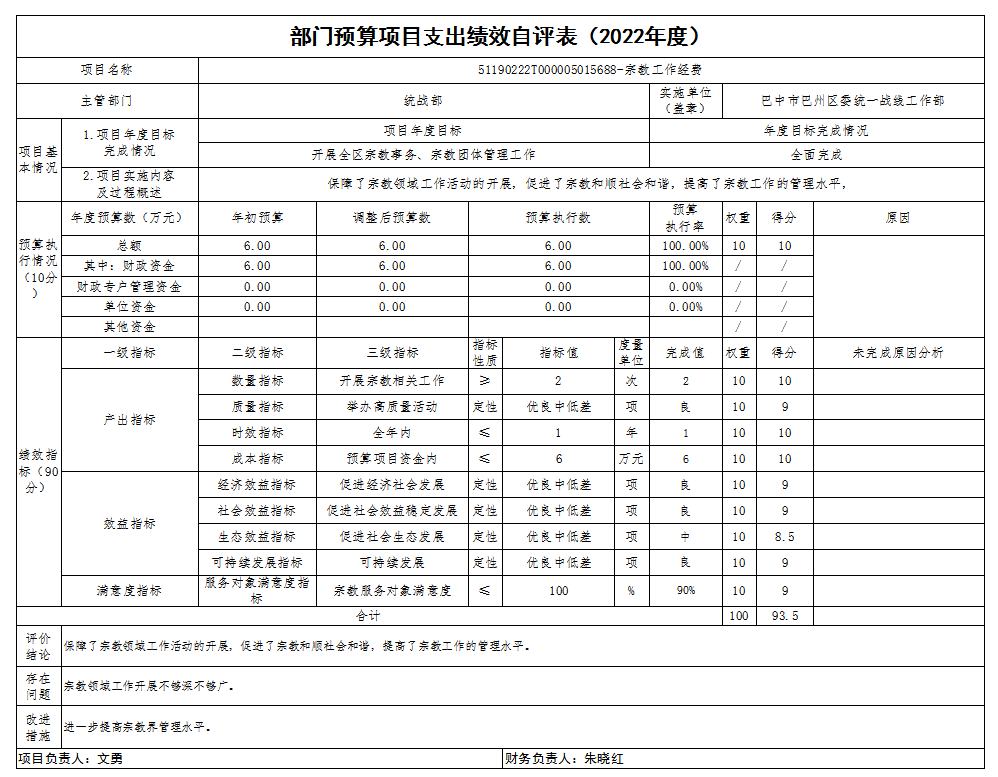 部门预算项目支出绩效自评表（2022年度）
项目名称 51190222T000005015688-宗教工作经费
主管部门 统战部 实施单位（盖章） 巴中市巴州区委统一战线工作部
项目基本情况 1.项目年度目标完成情况 项目年度目标 年度目标完成情况
开展全区宗教事务、宗教团体管理工作 全面完成
2.项目实施内容及过程概述 保障了宗教领域工作活动的开展，促进了宗教和顺社会和谐，提高了宗教工作的管理水平，
预算执行情况（10分） 年度预算数（万元） 年初预算 调整后预算数 预算执行数 预算执行率 权重 得分 原因
总额 6.00 6.00 6.00 100.00% 10 10
其中：财政资金 6.00 6.00 6.00 100.00% / /
财政专户管理资金 0.00 0.00 0.00 0.00% / /
单位资金 0.00 0.00 0.00 0.00% / /
其他资金 / /
绩效指标（90分） 一级指标 二级指标 三级指标 指标性质 指标值 度量单位 完成值 权重 得分 未完成原因分析
产出指标 数量指标 开展宗教相关工作 ≥ 2 次 2 10 10
质量指标 举办高质量活动 定性 优良中低差 项 良 10 9
时效指标 全年内 ≤ 1 年 1 10 10
成本指标 预算项目资金内 ≤ 6 万元 6 10 10
效益指标 经济效益指标 促进经济社会发展 定性 优良中低差 项 良 10 9
社会效益指标 促进社会效益稳定发展 定性 优良中低差 项 良 10 9
生态效益指标 促进社会生态发展 定性 优良中低差 项 中 10 8.5
可持续发展指标 可持续发展 定性 优良中低差 项 良 10 9
满意度指标 服务对象满意度指标 宗教服务对象满意度 ≤ 100 % 90% 10 9
合计 100 93.5
评价结论 保障了宗教领域工作活动的开展，促进了宗教和顺社会和谐，提高了宗教工作的管理水平。
存在问题 宗教领域工作开展不够深不够广。
改进措施 进一步提高宗教界管理水平。
项目负责人：文勇 财务负责人：朱晓红